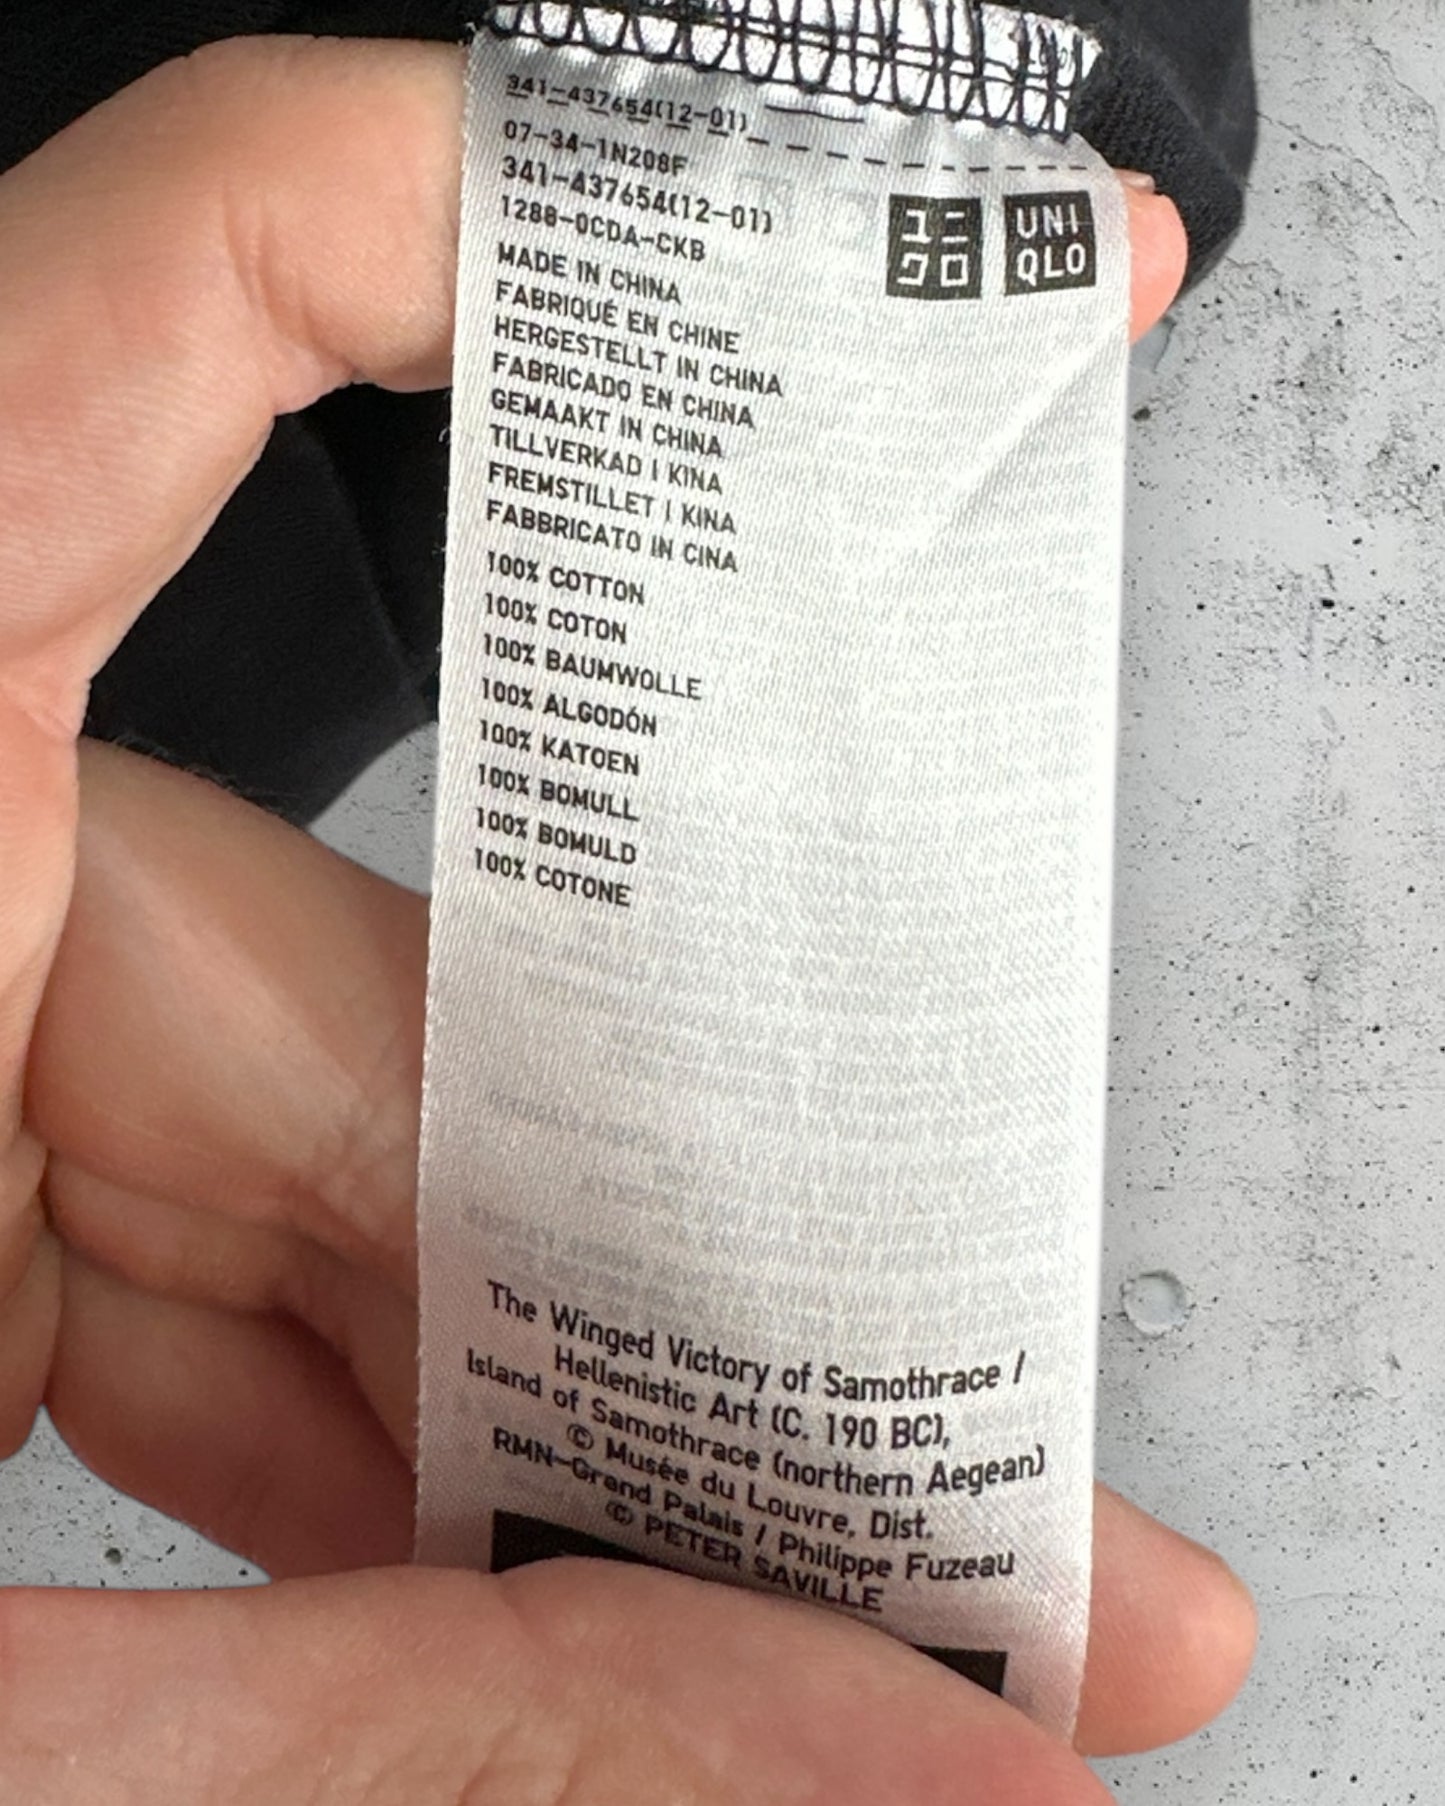 341-437654(12-01)
07-34-1N208F
341-437654(12-01)
1288-0CDA-CKB
ユニ
クロ
UNI
QLO
MADE IN CHINA
FABRIQUÉ EN CHINE
HERGESTELLT IN CHINA
FABRICADO EN CHINA
GEMAAKT IN CHINA
TILLVERKAD I KINA
FREMSTILLET I KINA
FABBRICATO IN CINA
100% COTTON
100% COTON
100% BAUMWOLLE
100% ALGODÓN
100% KATOEN
100% BOMULL
100% BOMULD
100% COTONE
The Winged Victory of Samothrace /
Hellenistic Art (C. 190 BC),
Island of Samothrace (northern Aegean)
© Musée du Louvre, Dist.
RMN-Grand Palais / Philippe Fuzeau
© PETER SAVILLE